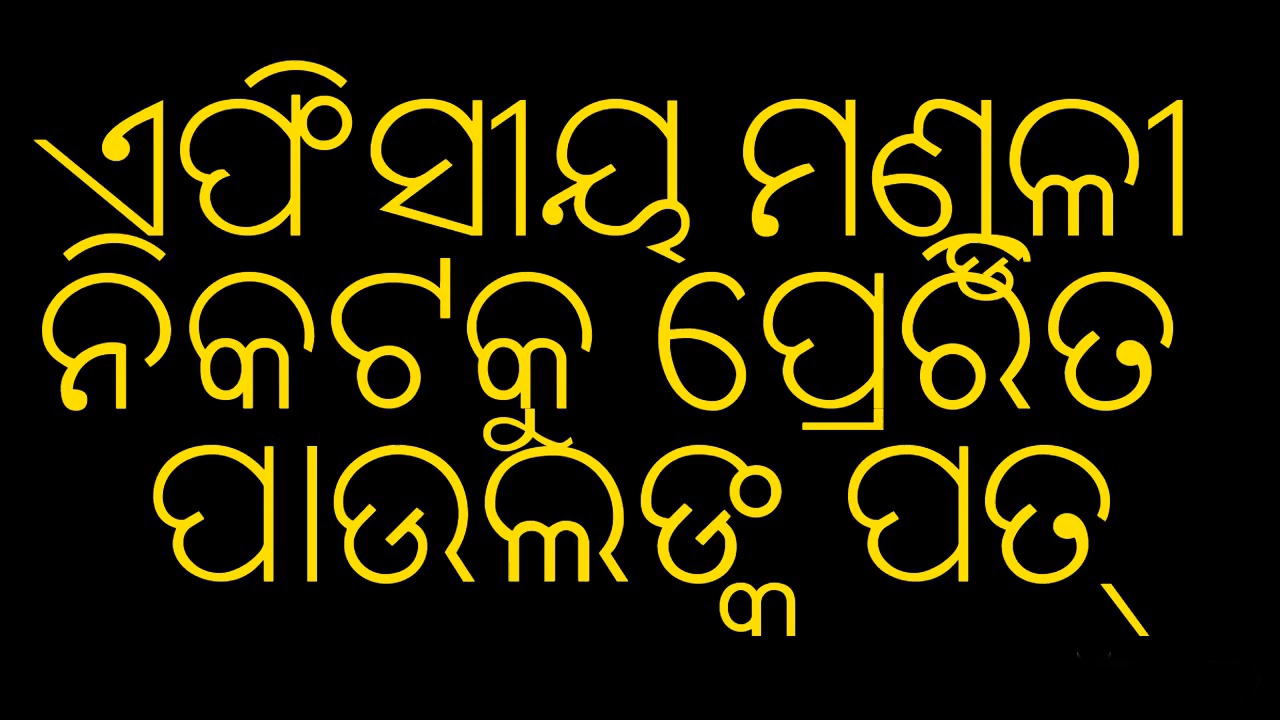 ଏଫିସୀୟ ମଣ୍ଡଳୀ
ନିକଟକୁ ପ୍ରେରିତ
ପାଉଲଙ୍କ ପତ୍